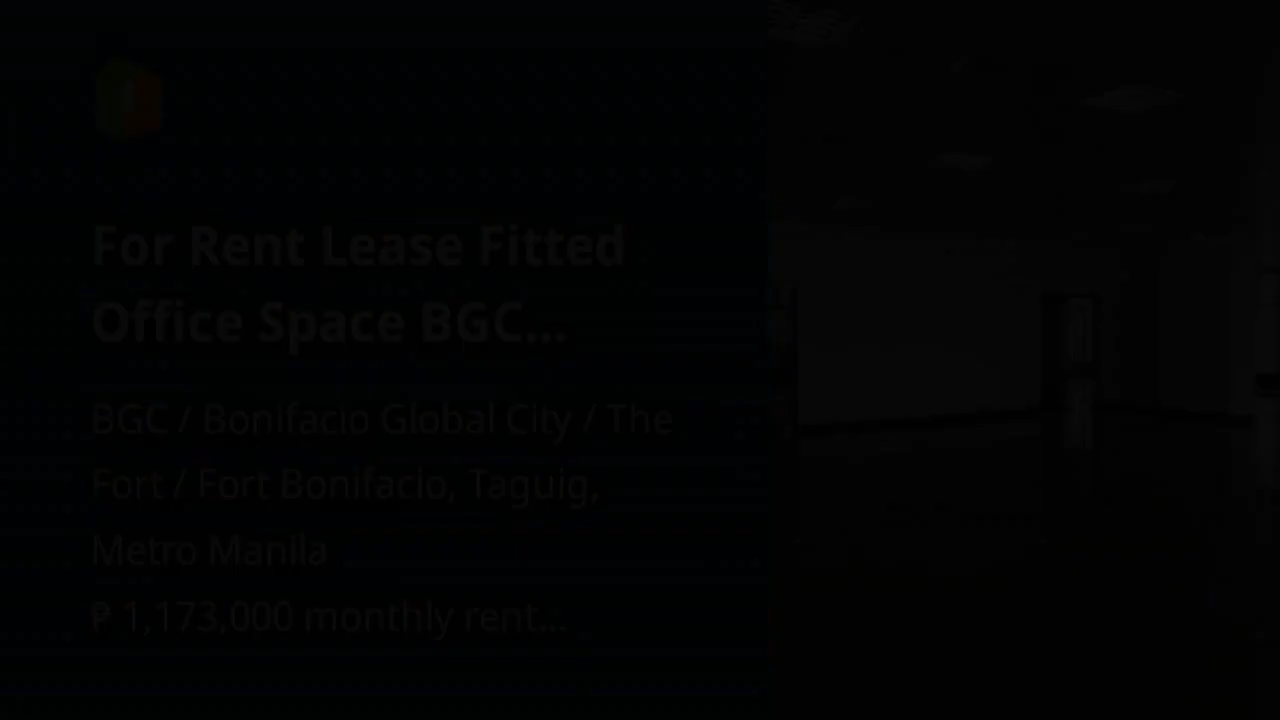 For Rent Lease Fitted
Office Space BGC...
BGC / Bonifacio Global City / The
Fort / Fort Bonifacio, Taguig,
Metro Manila
₱ 1,173,000 monthly rent...